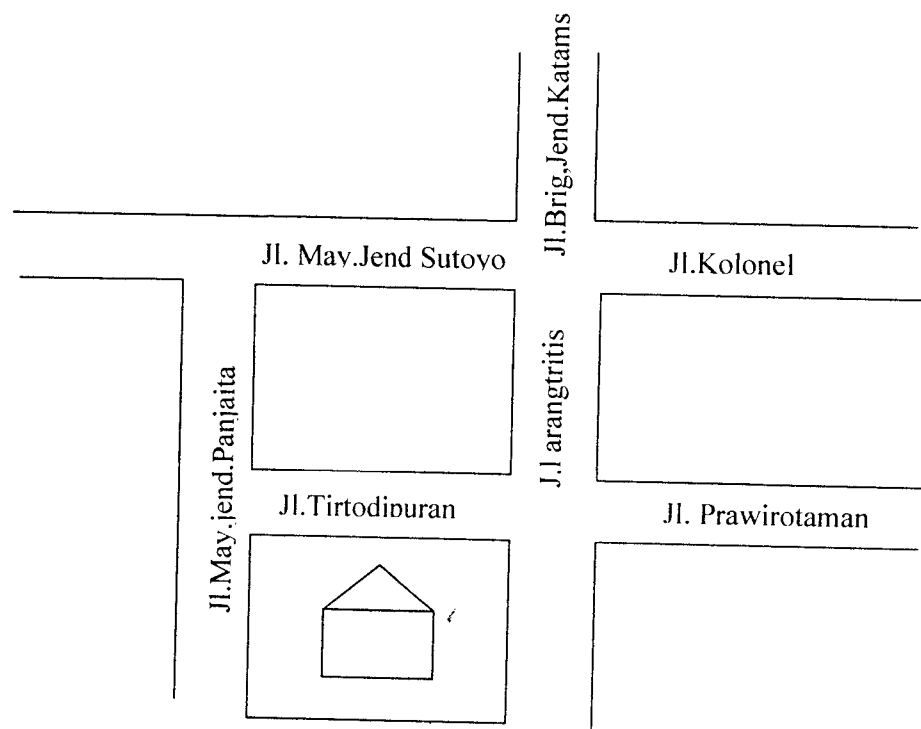 Jl.Brig,Jend.Katams
Jl. May.Jend Sutoyo
Jl.Kolonel
Jl.May.jend.Panjaita
J.l arangtritis
Jl.Tirtodipuran
Jl. Prawirotaman